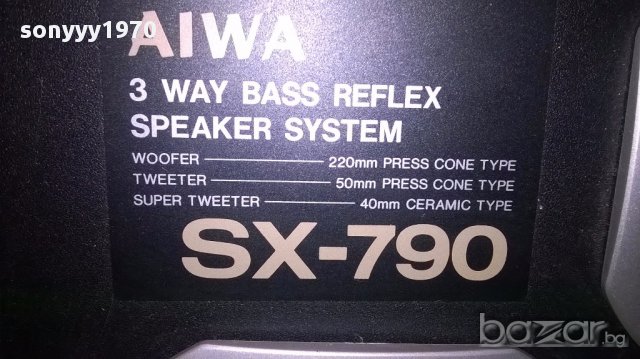 sonyyy1970
AIWA
3 WAY BASS REFLEX
SPEAKER SYSTEM
WOOFER 220mm PRESS CONE TYPE
TWEETER 50mm PRESS CONE TYPE
SUPER TWEETER 40mm CERAMIC TYPE
SX-790
bazar.bg